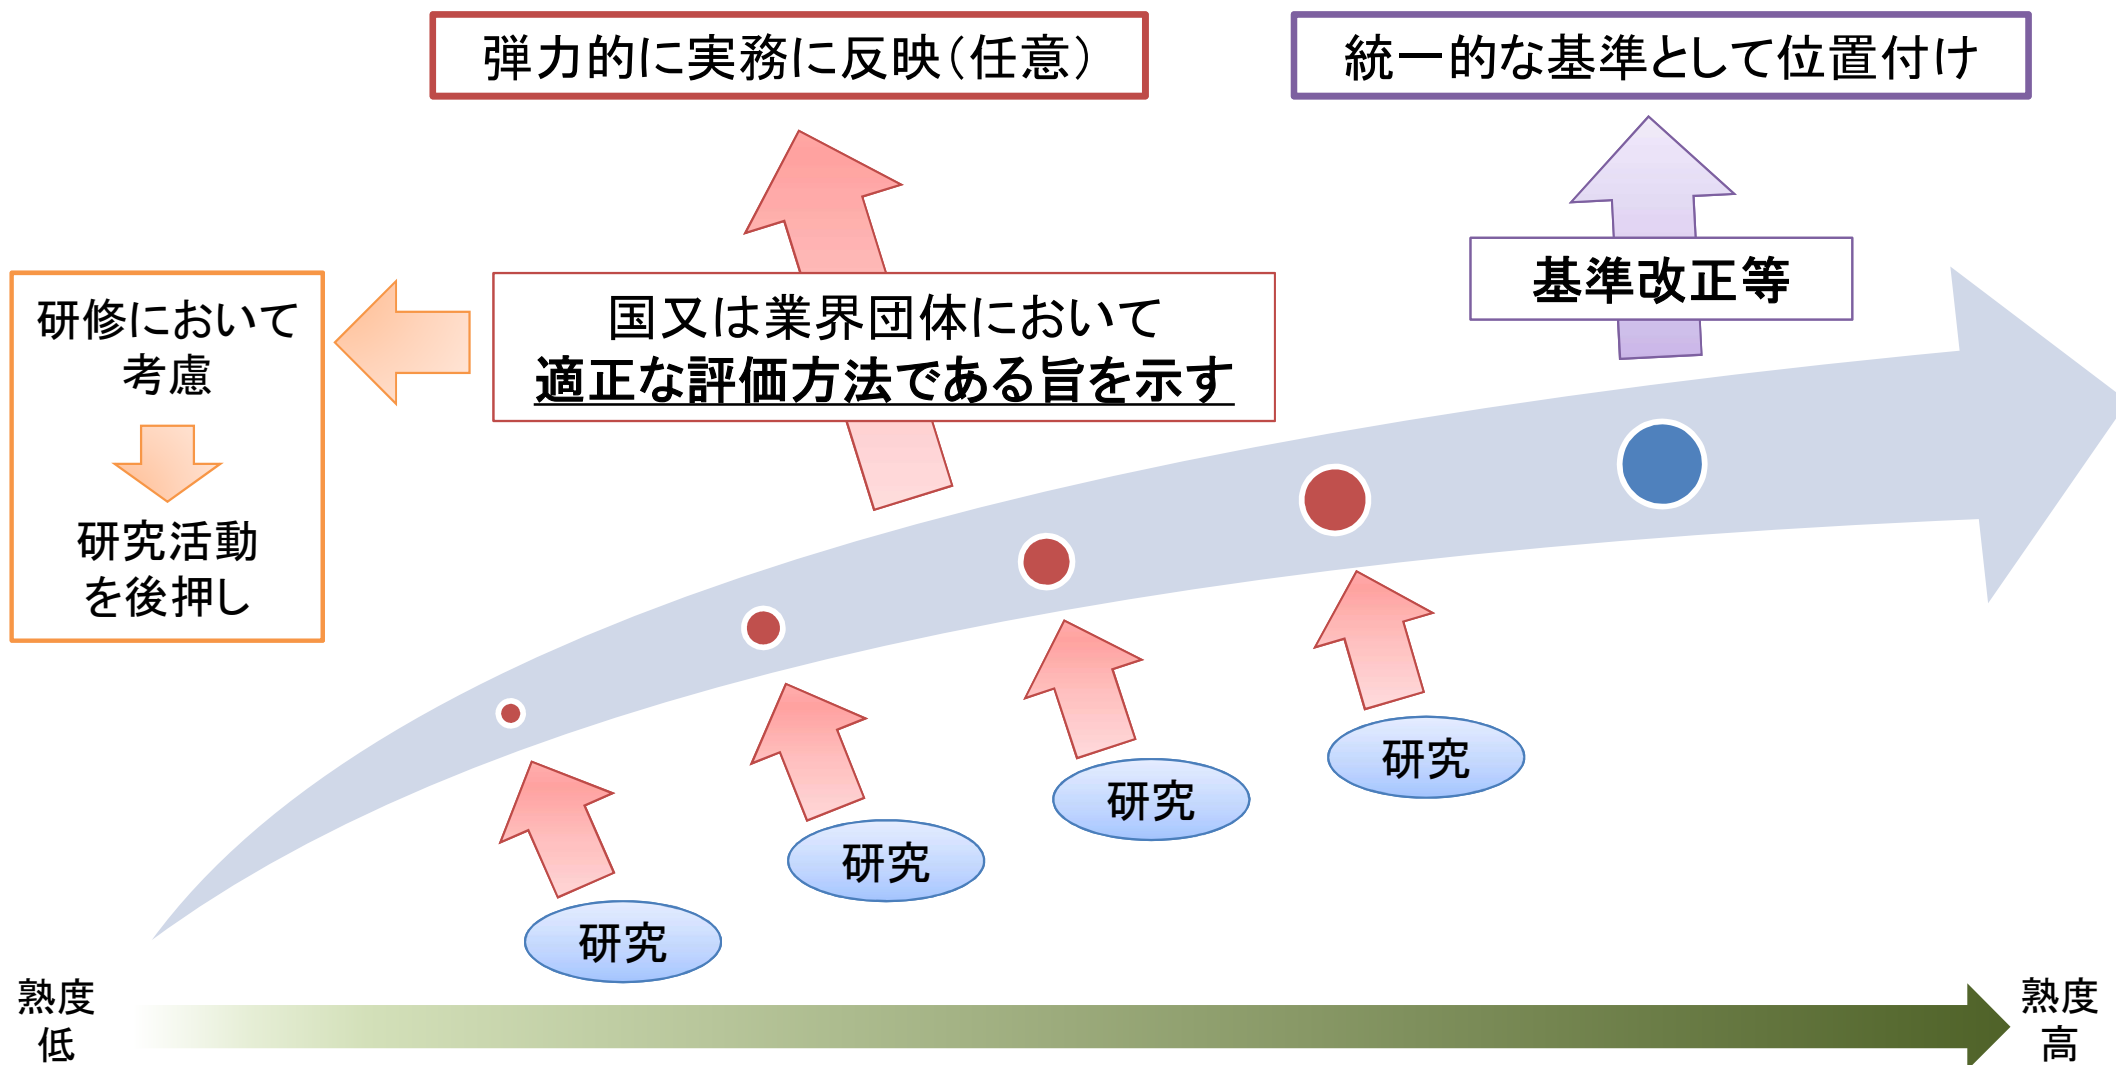 弾力的に実務に反映（任意）
統一的な基準として位置付け
国又は業界団体において
適正な評価方法である旨を示す
基準改正等
研修において
考慮
研究活動
を後押し
研究
研究
研究
研究
熟度
低
熟度
高